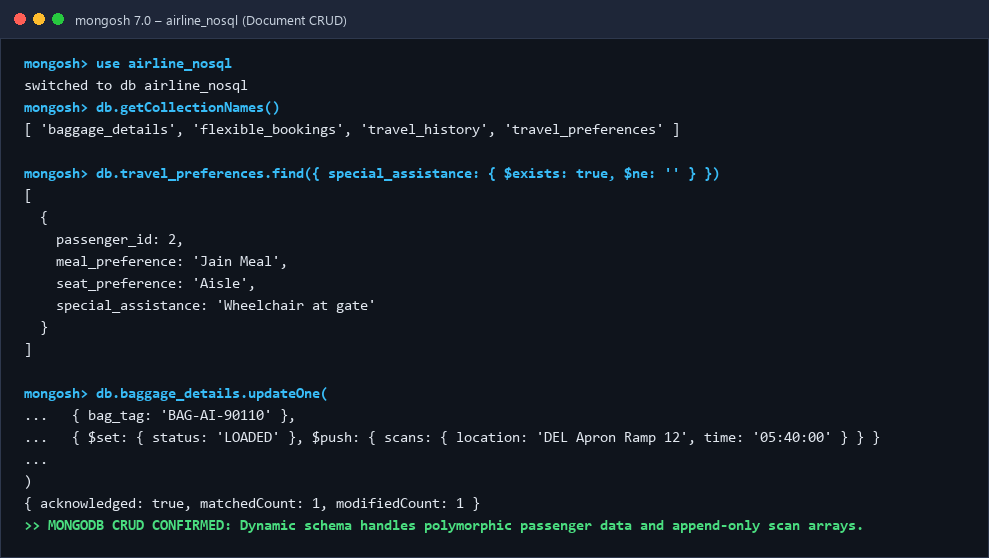 mongosh 7.0 – airline_nosql (Document CRUD)
mongosh> use airline_nosql
switched to db airline_nosql
mongosh> db.getCollectionNames()
[ 'baggage_details', 'flexible_bookings', 'travel_history', 'travel_preferences' ]
mongosh> db.travel_preferences.find({ special_assistance: { $exists: true, $ne: '' } })
[
  {
    passenger_id: 2,
    meal_preference: 'Jain Meal',
    seat_preference: 'Aisle',
    special_assistance: 'Wheelchair at gate'
  }
]
mongosh> db.baggage_details.updateOne(
...   { bag_tag: 'BAG-AI-90110' },
...   { $set: { status: 'LOADED' }, $push: { scans: { location: 'DEL Apron Ramp 12', time: '05:40:00' } } }
...
)
{ acknowledged: true, matchedCount: 1, modifiedCount: 1 }
>> MONGODB CRUD CONFIRMED: Dynamic schema handles polymorphic passenger data and append-only scan arrays.